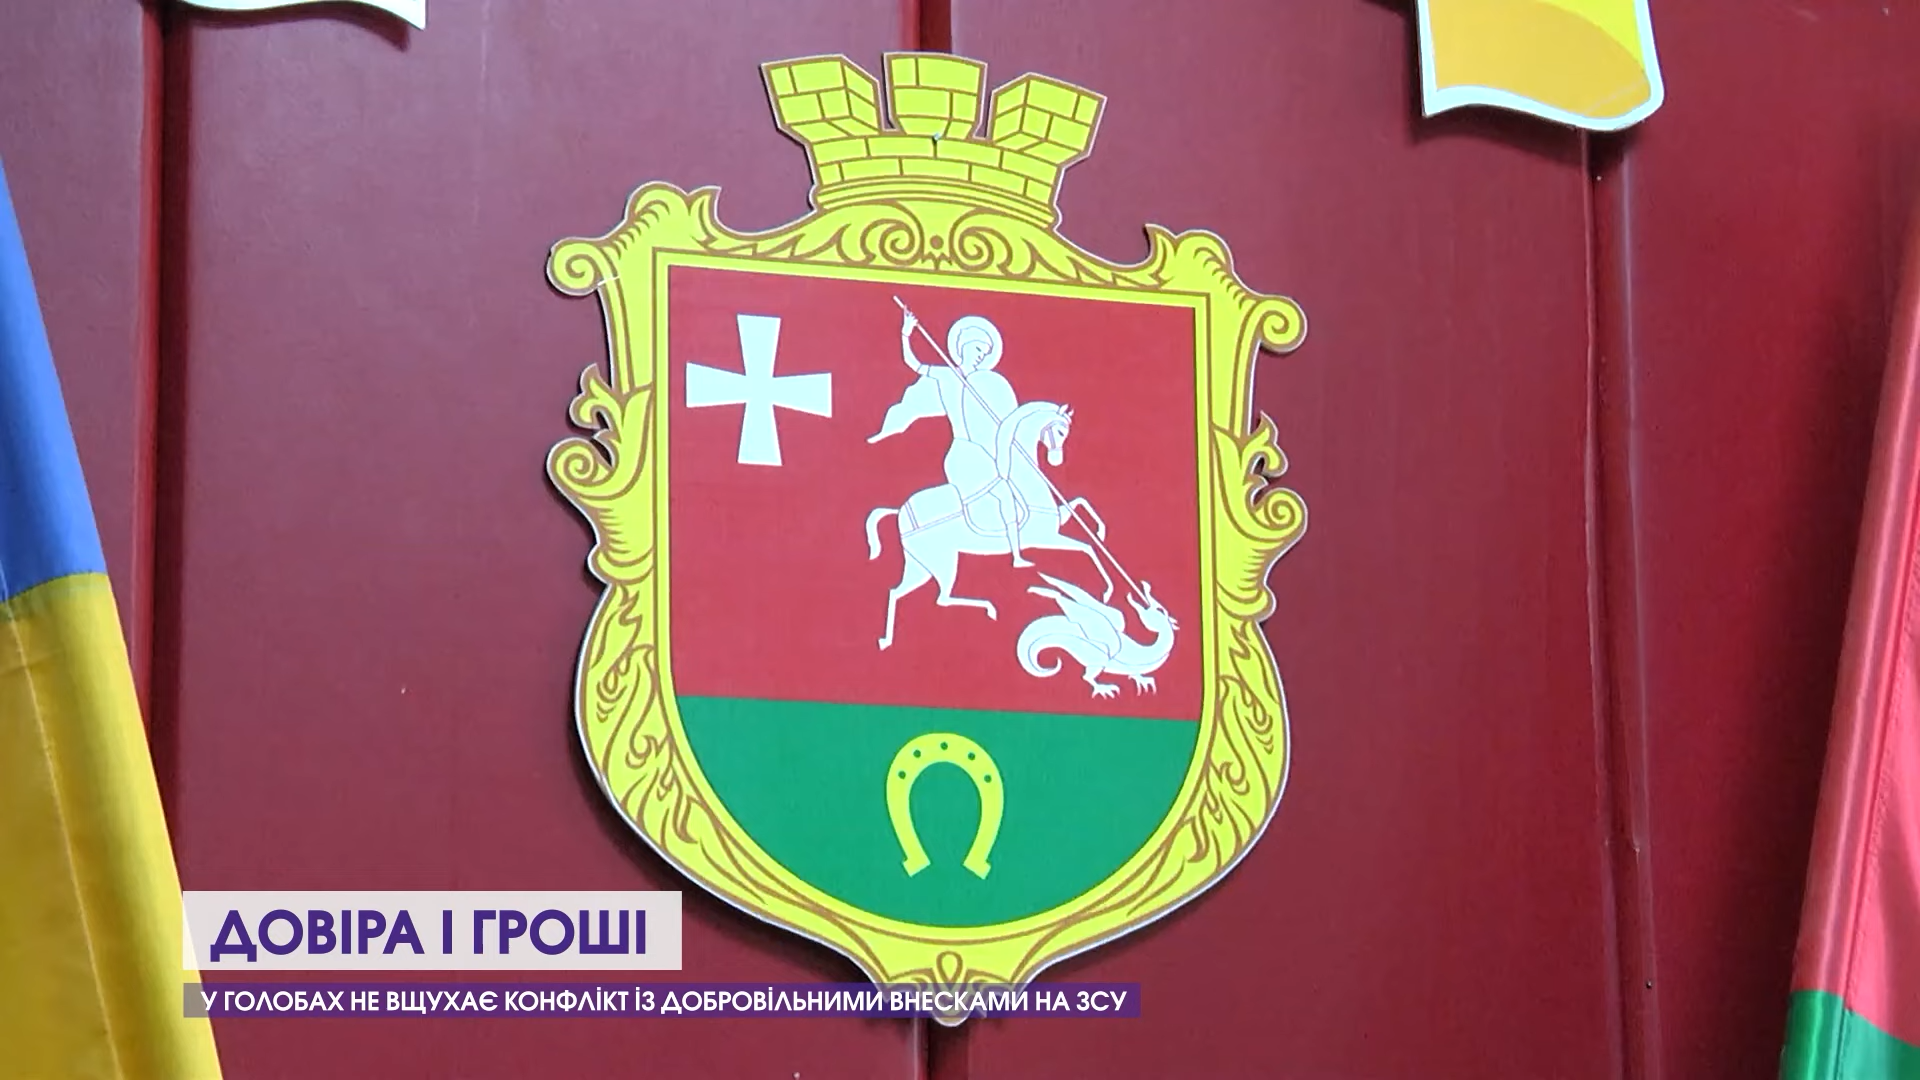 ДОВІРА І ГРОШІ
У ГОЛОБАХ НЕ ВЩУХАЄ КОНФЛІКТ ІЗ ДОБРОВІЛЬНИМИ ВНЕСКАМИ НА ЗСУ